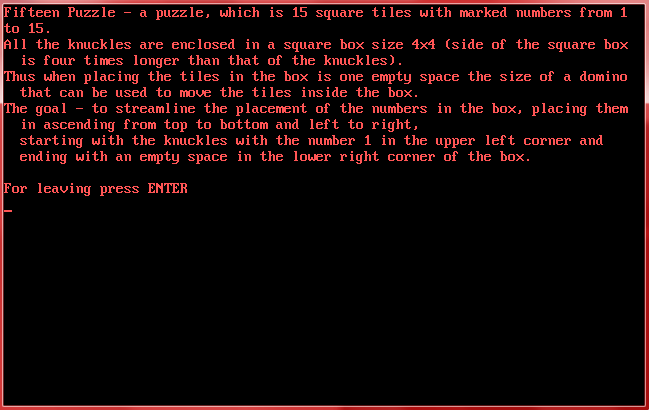 Fifteen Puzzle - a puzzle, which is 15 square tiles with marked numbers from 1
to 15.
All the knuckles are enclosed in a square box size 4x4 (side of the square box
is four times longer than that of the knuckles).
Thus when placing the tiles in the box is one empty space the size of a domino
that can be used to move the tiles inside the box.
The goal - to streamline the placement of the numbers in the box, placing them
in ascending from top to bottom and left to right,
starting with the knuckles with the number 1 in the upper left corner and
ending with an empty space in the lower right corner of the box.
For leaving press ENTER